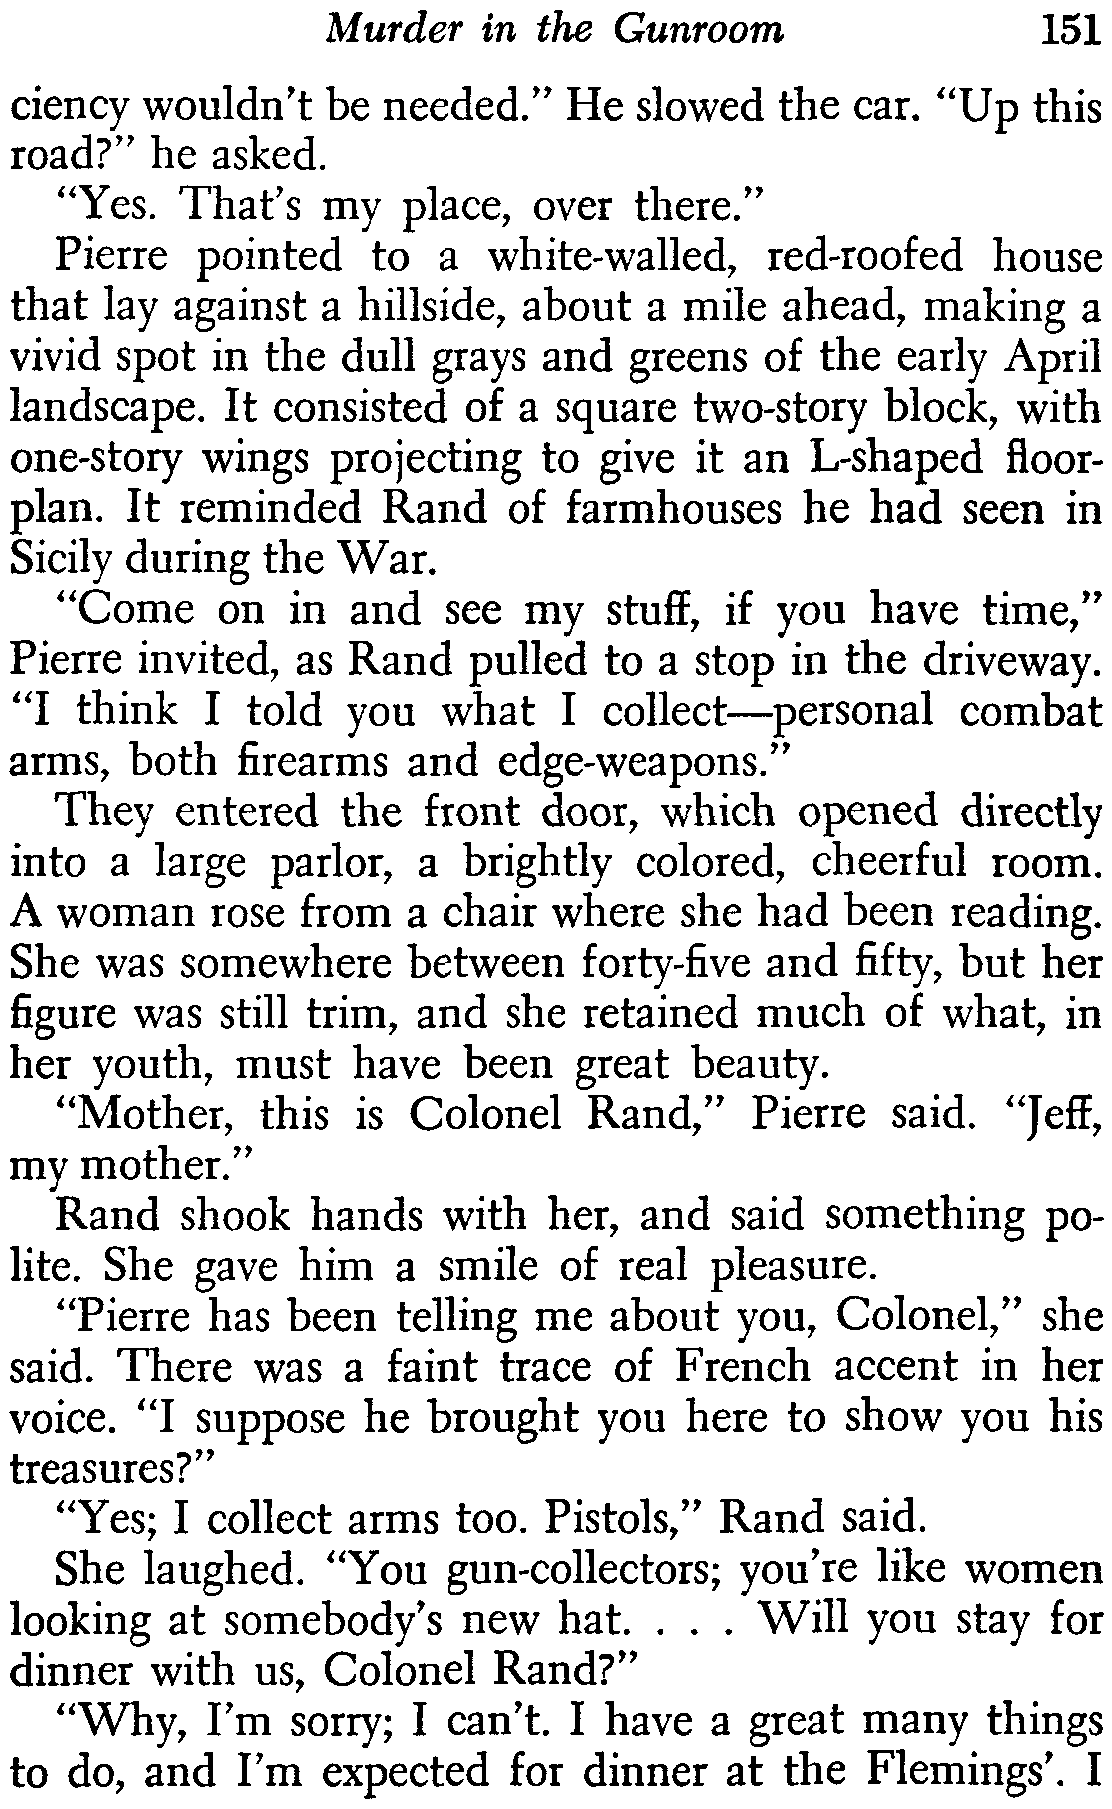 Murder in the Gunroom 151
ciency wouldn't be needed." He slowed the car. "Up this
road?" he asked.
"Yes. That's my place, over there."
Pierre pointed to a white-walled, red-roofed house
that lay against a hillside, about a mile ahead, making a
vivid spot in the dull grays and greens of the early April
landscape. It consisted of a square two-story block, with
one-story wings projecting to give it an L-shaped floor-
plan. It reminded Rand of farmhouses he had seen in
Sicily during the War.
"Come on in and see my stuff, if you have time,"
Pierre invited, as Rand pulled to a stop in the driveway.
"I think I told you what I collect—personal combat
arms, both firearms and edge-weapons."
They entered the front door, which opened directly
into a large parlor, a brightly colored, cheerful room.
A woman rose from a chair where she had been reading.
She was somewhere between forty-five and fifty, but her
figure was still trim, and she retained much of what, in
her youth, must have been great beauty.
"Mother, this is Colonel Rand," Pierre said. "Jeff,
my mother."
Rand shook hands with her, and said something po-
lite. She gave him a smile of real pleasure.
"Pierre has been telling me about you, Colonel," she
said. There was a faint trace of French accent in her
voice. "I suppose he brought you here to show you his
treasures?"
"Yes; I collect arms too. Pistols," Rand said.
She laughed. "You gun-collectors; you're like women
looking at somebody's new hat. . . . Will you stay for
dinner with us, Colonel Rand?"
"Why, I'm sorry; I can't. I have a great many things
to do, and I'm expected for dinner at the Flemings'. I